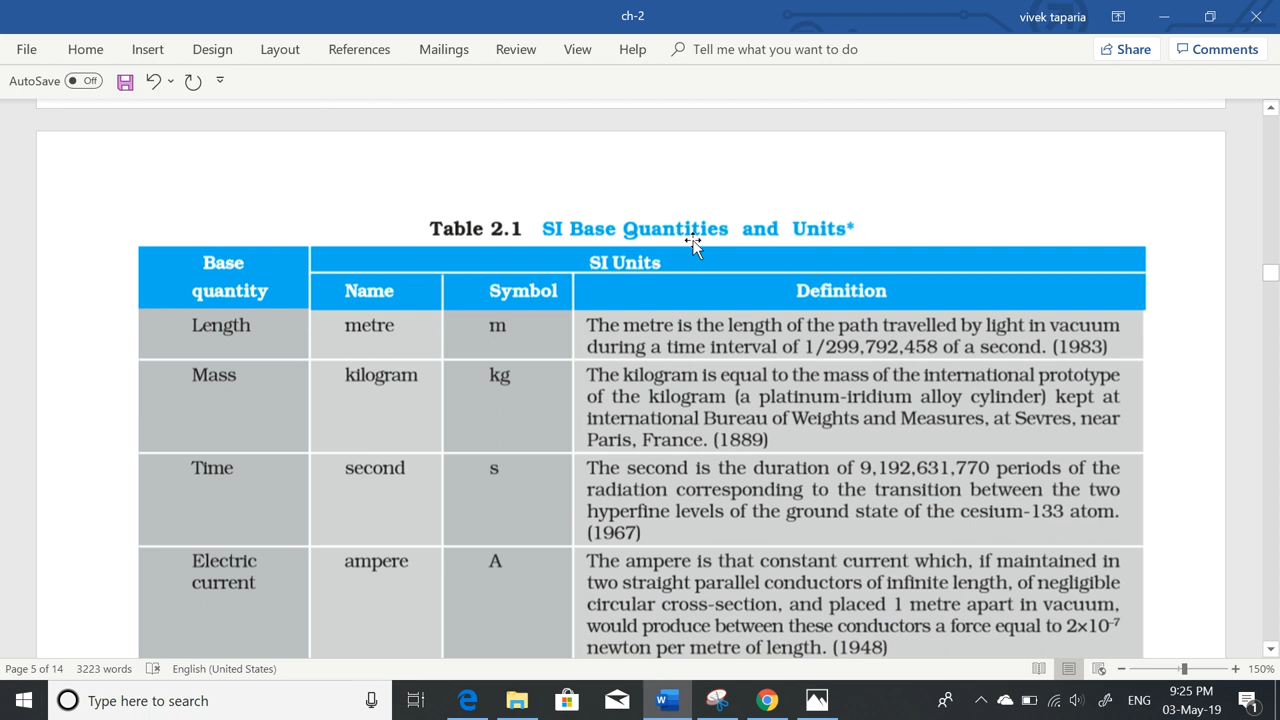 ch-2
vivek taparia
File Home Insert Design Layout References Mailings Review View Help Tell me what you want to do Share Comments
AutoSave Off
Table 2.1 SI Base Quantities and Units*
Base quantity
SI Units
Name Symbol Definition
Length metre m The metre is the length of the path travelled by light in vacuum
during a time interval of 1/299,792,458 of a second. (1983)
Mass kilogram kg The kilogram is equal to the mass of the international prototype
of the kilogram (a platinum-iridium alloy cylinder) kept at
international Bureau of Weights and Measures, at Sevres, near
Paris, France. (1889)
Time second s The second is the duration of 9,192,631,770 periods of the
radiation corresponding to the transition between the two
hyperfine levels of the ground state of the cesium-133 atom.
(1967)
Electric ampere A The ampere is that constant current which, if maintained in
current two straight parallel conductors of infinite length, of negligible
circular cross-section, and placed 1 metre apart in vacuum,
would produce between these conductors a force equal to 2×10⁻⁷
newton per metre of length. (1948)
Page 5 of 14 3223 words English (United States) 150%
Type here to search ENG 9:25 PM
03-May-19 1